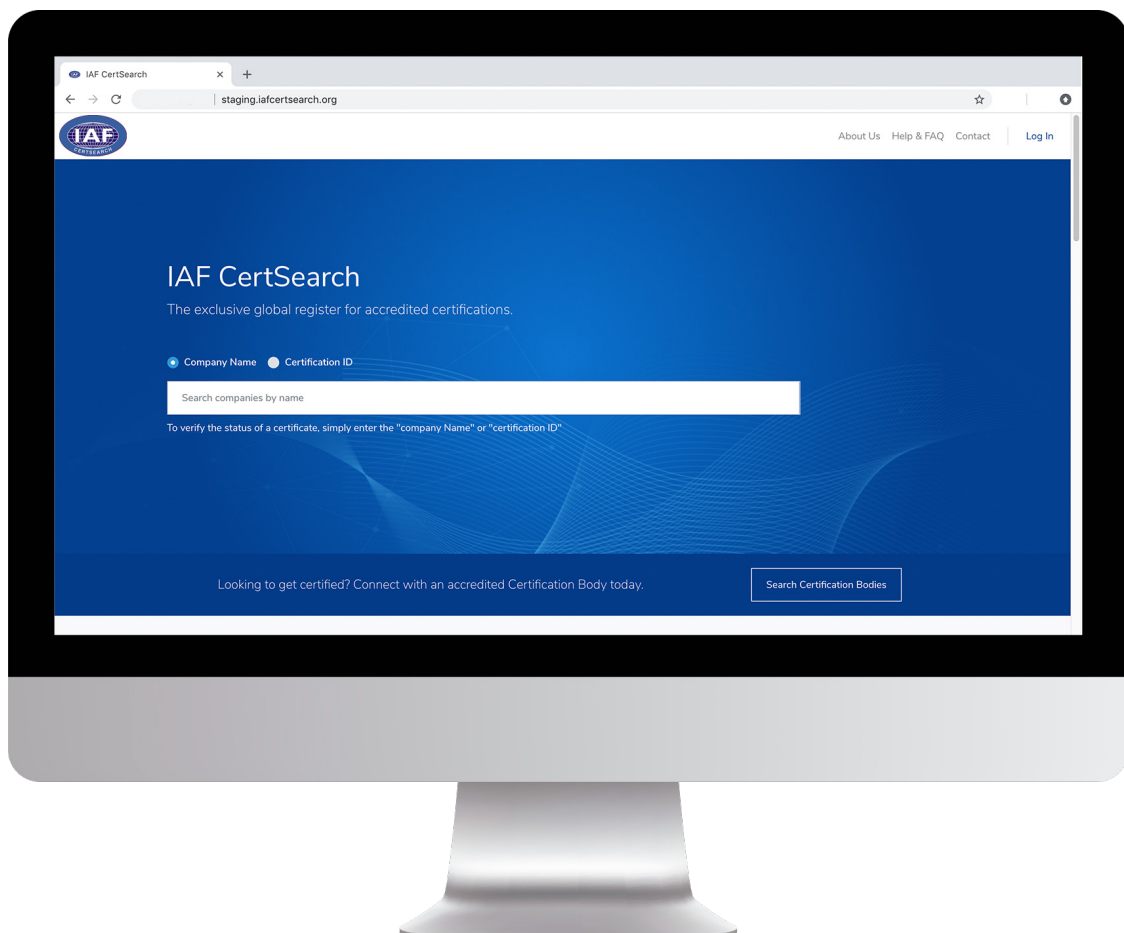 IAF CertSearch
staging.iafcertsearch.org
IAF
CERTSEARCH
About Us Help & FAQ Contact Log In
IAF CertSearch
The exclusive global register for accredited certifications.
Company Name Certification ID
Search companies by name
To verify the status of a certificate, simply enter the "company Name" or "certification ID"
Looking to get certified? Connect with an accredited Certification Body today. Search Certification Bodies